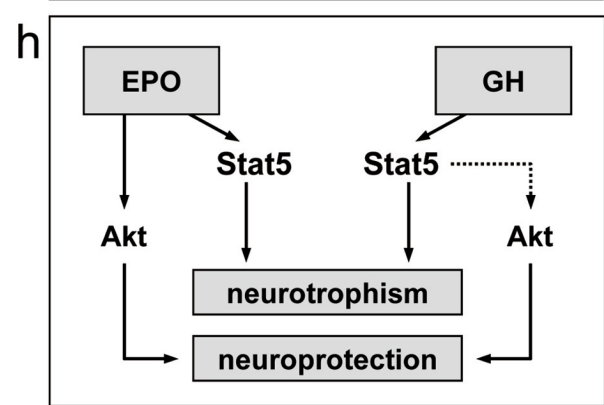 h
EPO
GH
Stat5
Stat5
Akt
Akt
neurotrophism
neuroprotection